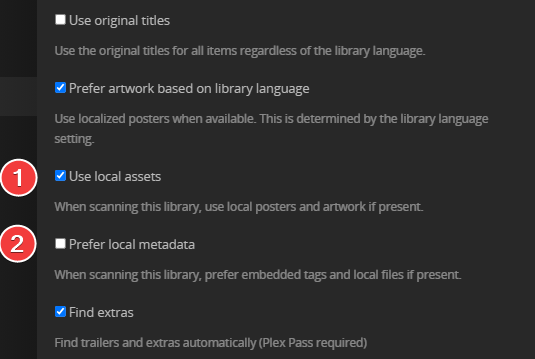 Use original titles
Use the original titles for all items regardless of the library language.
Prefer artwork based on library language
Use localized posters when available. This is determined by the library language
setting.
1
Use local assets
When scanning this library, use local posters and artwork if present.
2
Prefer local metadata
When scanning this library, prefer embedded tags and local files if present.
Find extras
Find trailers and extras automatically (Plex Pass required)